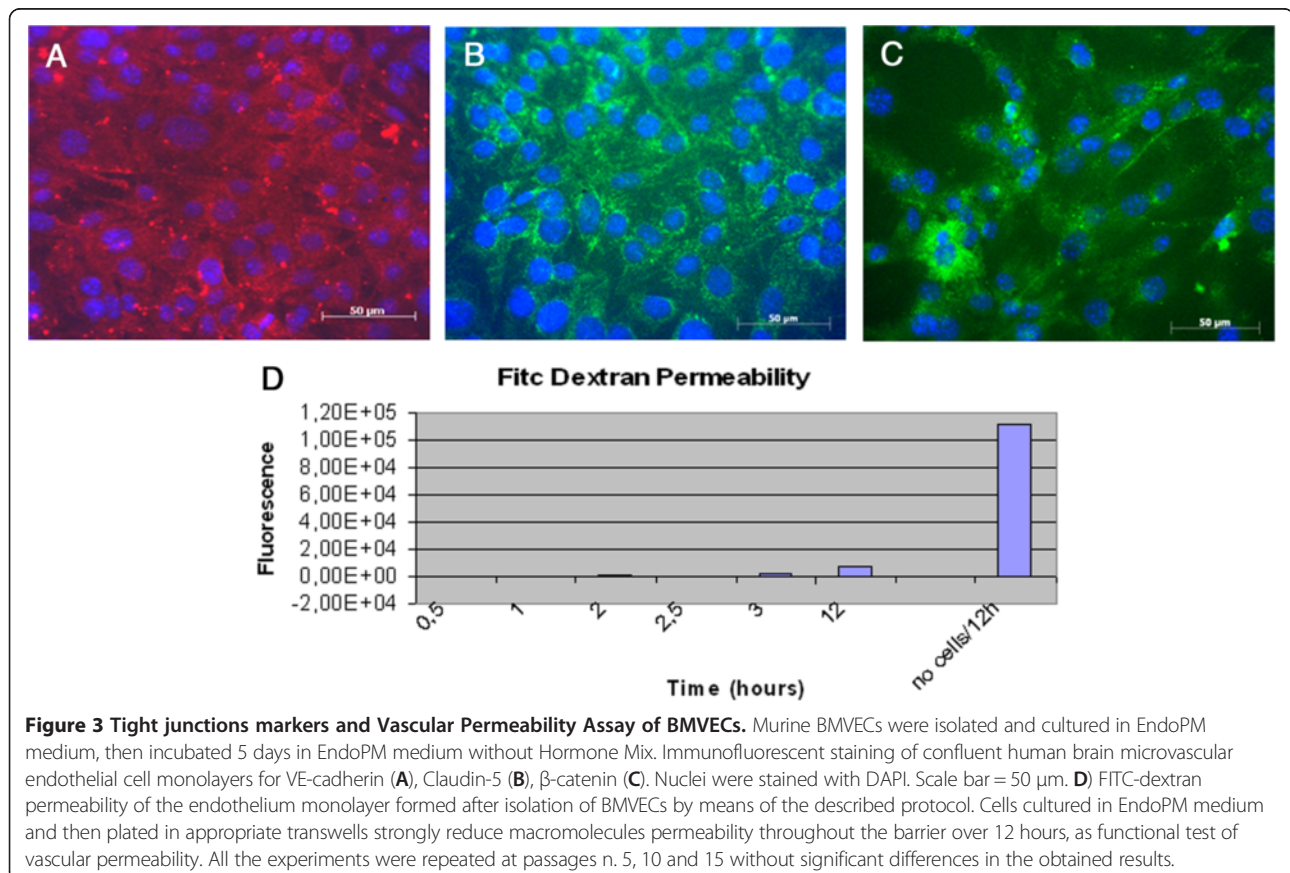 A
B
C
50 µm
50 µm
50 µm
D
Fitc Dextran Permeability
1,20E+05
1,00E+05
8,00E+04
6,00E+04
4,00E+04
2,00E+04
0,00E+00
-2,00E+04
Fluorescence
0,5
1
2
2,5
3
12
no cells/12h
Time (hours)
Figure 3 Tight junctions markers and Vascular Permeability Assay of BMVECs. Murine BMVECs were isolated and cultured in EndoPM
medium, then incubated 5 days in EndoPM medium without Hormone Mix. Immunofluorescent staining of confluent human brain microvascular
endothelial cell monolayers for VE-cadherin (A), Claudin-5 (B), β-catenin (C). Nuclei were stained with DAPI. Scale bar = 50 µm. D) FITC-dextran
permeability of the endothelium monolayer formed after isolation of BMVECs by means of the described protocol. Cells cultured in EndoPM medium
and then plated in appropriate transwells strongly reduce macromolecules permeability throughout the barrier over 12 hours, as functional test of
vascular permeability. All the experiments were repeated at passages n. 5, 10 and 15 without significant differences in the obtained results.